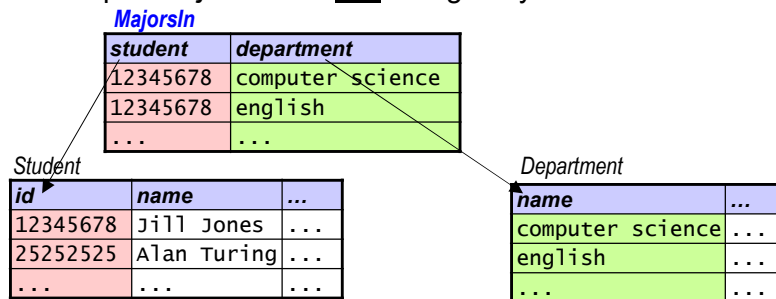 MajorsIn
student department
12345678 computer science
12345678 english
... ...
Student
id name ...
12345678 Jill Jones ...
25252525 Alan Turing ...
... ... ...
Department
name ...
computer science ...
english ...
... ...